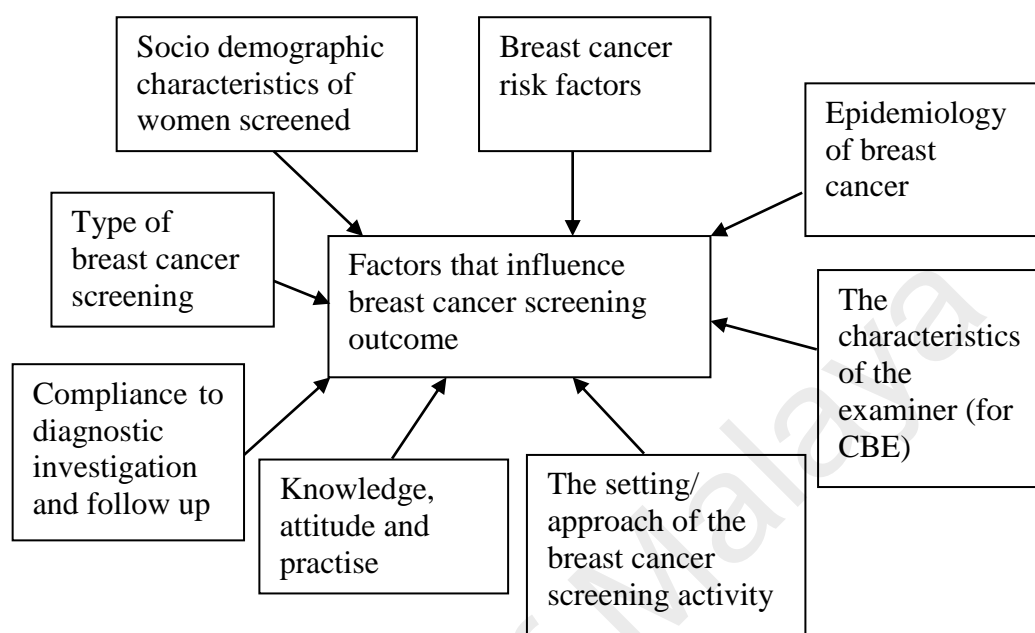 Socio demographic
characteristics of
women screened
Breast cancer
risk factors
Epidemiology
of breast
cancer
Type of
breast cancer
screening
Factors that influence
breast cancer screening
outcome
The
characteristics
of the
examiner (for
CBE)
Compliance to
diagnostic
investigation
and follow up
Knowledge,
attitude and
practise
The setting/
approach of the
breast cancer
screening activity
of Malaya